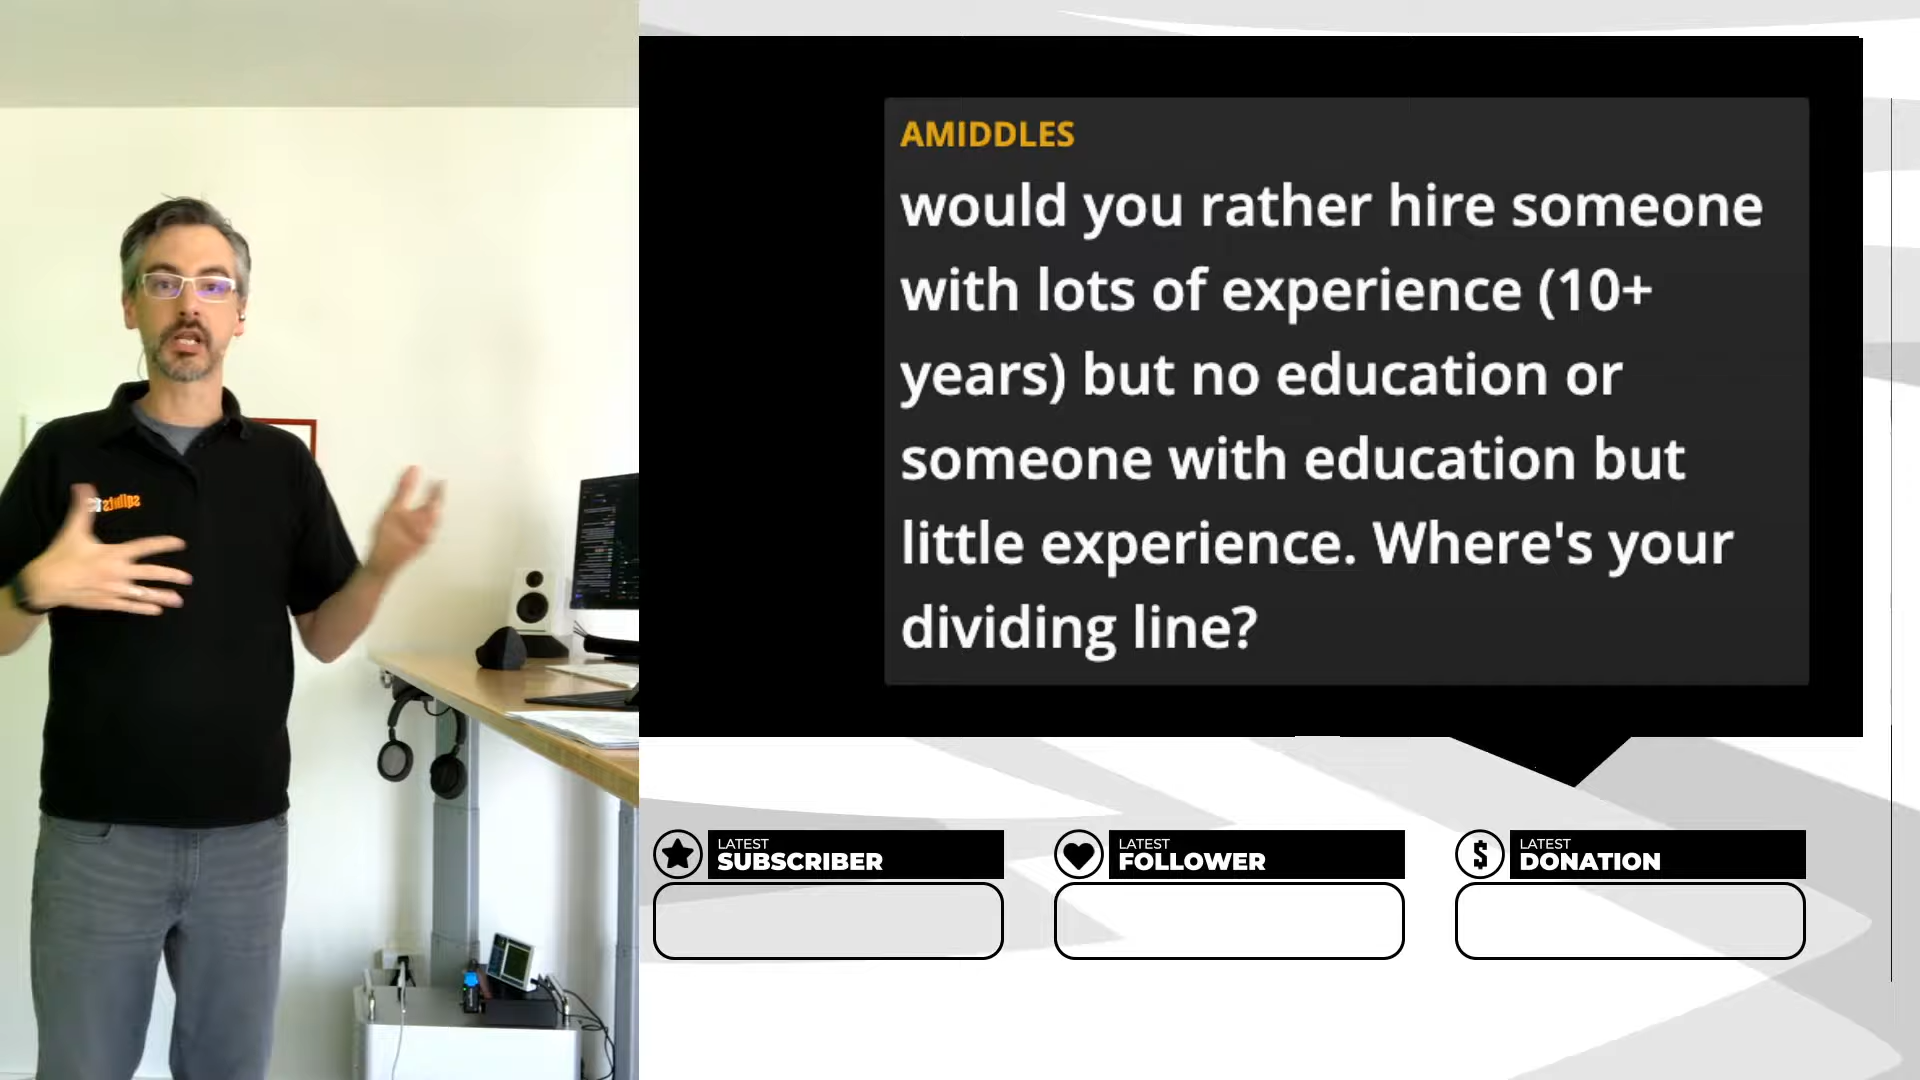 AMIDDLES
would you rather hire someone
with lots of experience (10+
years) but no education or
someone with education but
little experience. Where's your
dividing line?
LATEST
SUBSCRIBER
LATEST
FOLLOWER
LATEST
DONATION